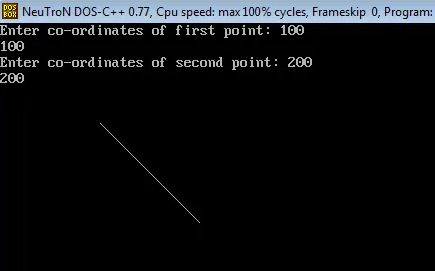 DOS
BOX
NeuTroN DOS-C++ 0.77, Cpu speed: max 100% cycles, Frameskip 0, Program:
Enter co-ordinates of first point: 100
100
Enter co-ordinates of second point: 200
200